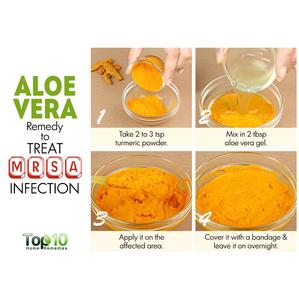 ALOE
VERA
Remedy
to
TREAT
MRSA
INFECTION
Top10
Home Remedies
1
Take 2 to 3 tsp
turmeric powder.
2
Mix in 2 tbsp
aloe vera gel.
3
Apply it on the
affected area.
4
Cover it with a bandage &
leave it on overnight.